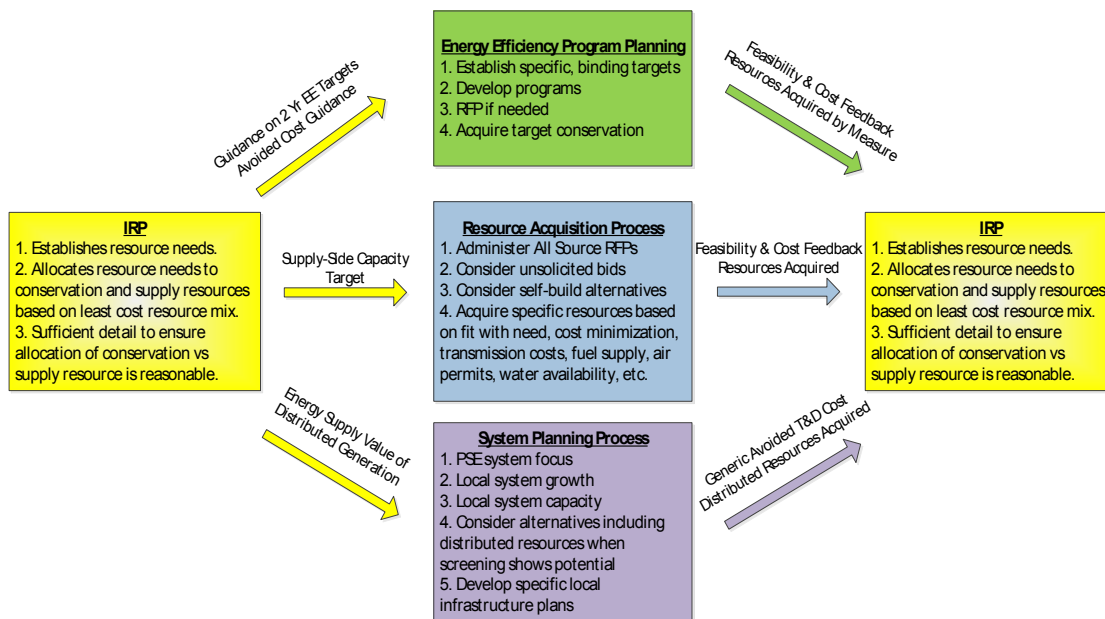 Energy Efficiency Program Planning
1. Establish specific, binding targets
2. Develop programs
3. RFP if needed
4. Acquire target conservation
Guidance on 2 Yr EE Targets
Avoided Cost Guidance
Feasibility & Cost Feedback
Resources Acquired by Measure
IRP
1. Establishes resource needs.
2. Allocates resource needs to
conservation and supply resources
based on least cost resource mix.
3. Sufficient detail to ensure
allocation of conservation vs
supply resource is reasonable.
Supply-Side Capacity
Target
Resource Acquisition Process
1. Administer All Source RFPs
2. Consider unsolicited bids
3. Consider self-build alternatives
4. Acquire specific resources based
on fit with need, cost minimization,
transmission costs, fuel supply, air
permits, water availability, etc.
Feasibility & Cost Feedback
Resources Acquired
IRP
1. Establishes resource needs.
2. Allocates resource needs to
conservation and supply resources
based on least cost resource mix.
3. Sufficient detail to ensure
allocation of conservation vs
supply resource is reasonable.
Energy Supply Value of
Distributed Generation
System Planning Process
1. PSE system focus
2. Local system growth
3. Local system capacity
4. Consider alternatives including
distributed resources when
screening shows potential
5. Develop specific local
infrastructure plans
Generic Avoided T&D Cost
Distributed Resources Acquired